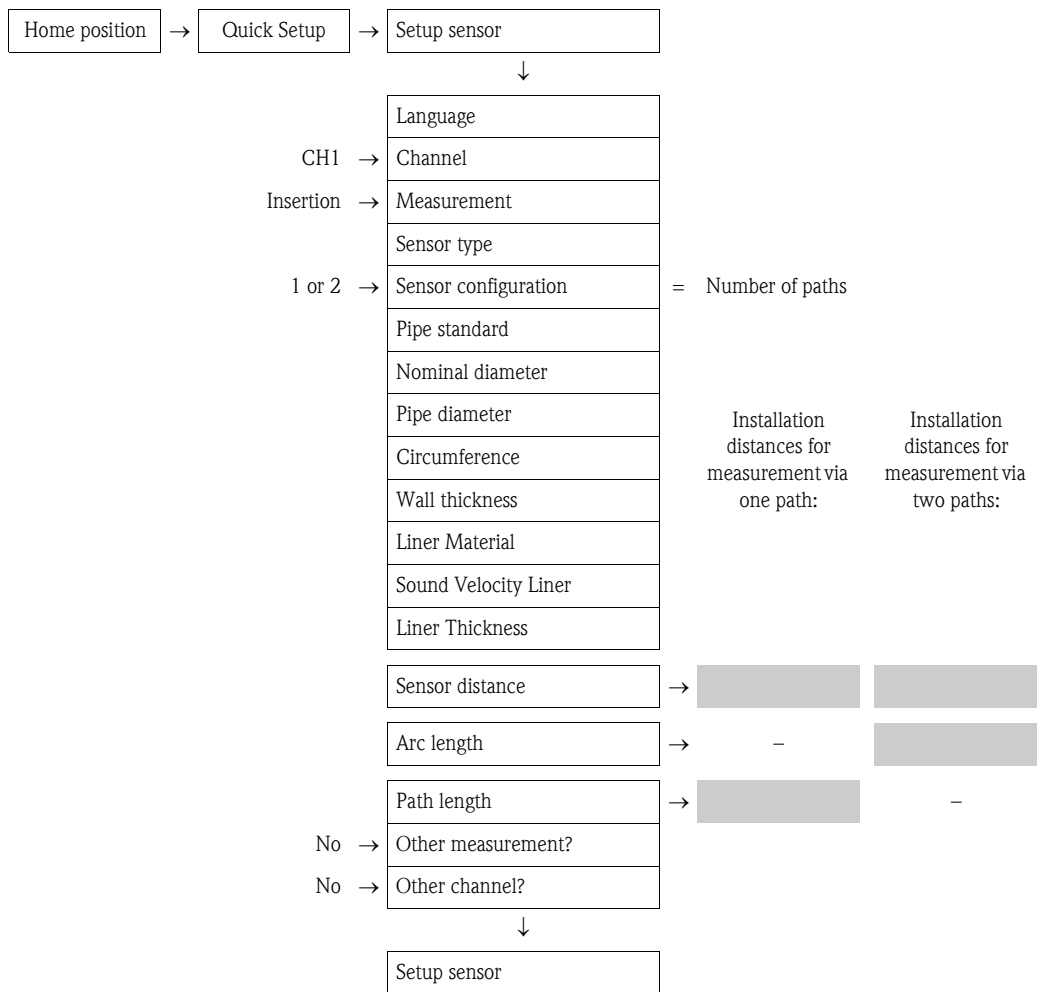 Home position → Quick Setup → Setup sensor
↓
Language
CH1 → Channel
Insertion → Measurement
Sensor type
1 or 2 → Sensor configuration = Number of paths
Pipe standard
Nominal diameter
Pipe diameter
Circumference
Wall thickness
Liner Material
Sound Velocity Liner
Liner Thickness
Installation
distances for
measurement via
one path:
Installation
distances for
measurement via
two paths:
Sensor distance →
Arc length → –
Path length → –
No → Other measurement?
No → Other channel?
↓
Setup sensor